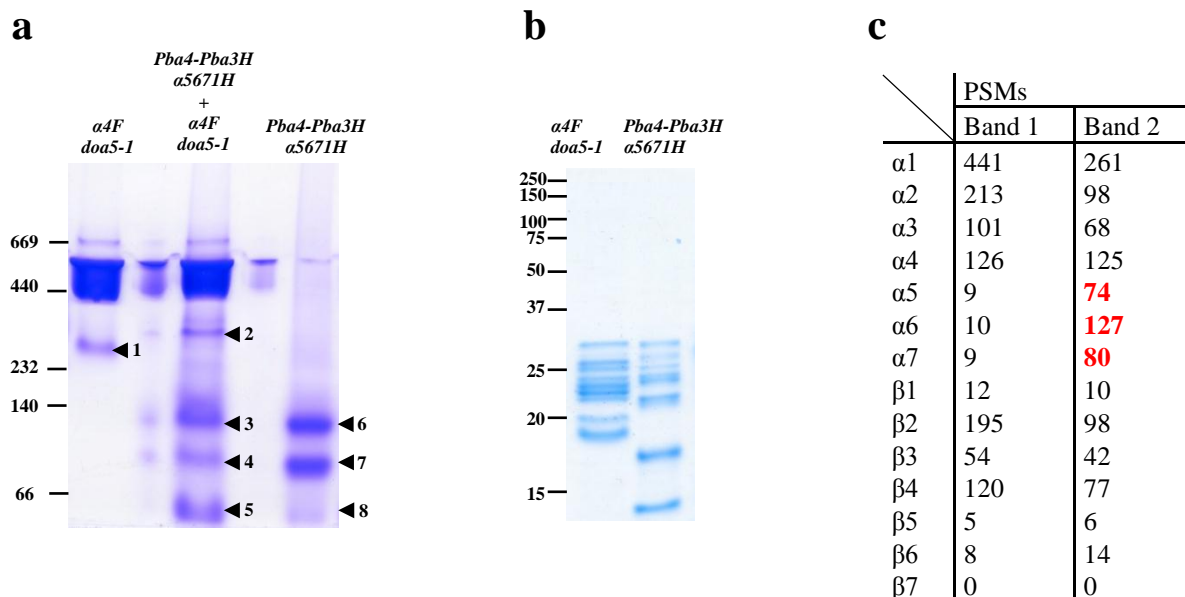 a
Pba4-Pba3H
α5671H
+
α4F
doa5-1
α4F
doa5-1
Pba4-Pba3H
α5671H
669
440
232
140
66
1
2
3
4
5
6
7
8
b
α4F
doa5-1
Pba4-Pba3H
α5671H
250
150
100
75
50
37
25
20
15
c
PSMs
Band 1 Band 2
α1 441 261
α2 213 98
α3 101 68
α4 126 125
α5 9 74
α6 10 127
α7 9 80
β1 12 10
β2 195 98
β3 54 42
β4 120 77
β5 5 6
β6 8 14
β7 0 0